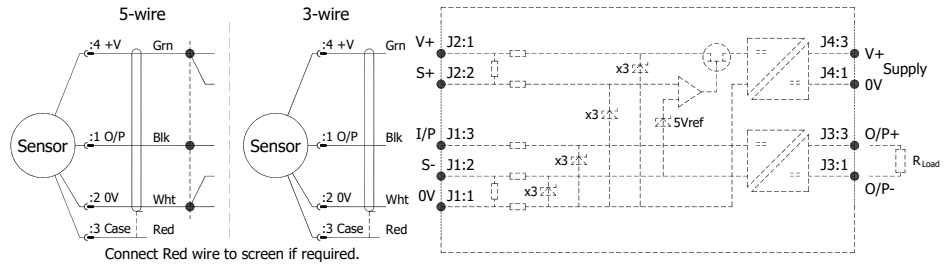 5-wire
:4 +V Grn
Sensor :1 O/P Blk
:2 0V Wht
:3 Case Red
3-wire
:4 +V Grn
Sensor :1 O/P Blk
:2 0V Wht
:3 Case Red
Connect Red wire to screen if required.
V+ J2:1
S+ J2:2
I/P J1:3
S- J1:2
0V J1:1
x3
x3
5Vref
x3
x3
J4:3 V+
Supply
J4:1 0V
J3:3 O/P+
RLoad
J3:1
O/P-